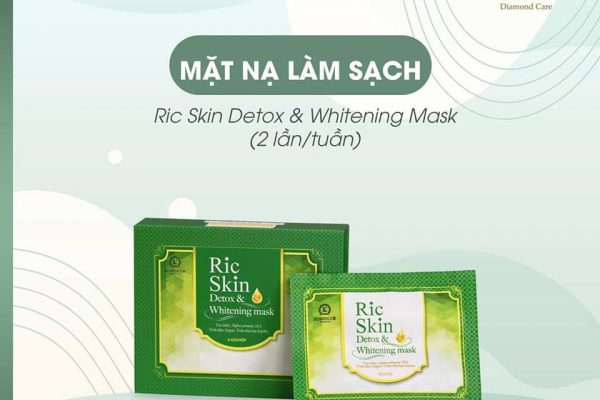 Diamond Care
MẶT NẠ LÀM SẠCH
Ric Skin Detox & Whitening Mask
(2 lần/tuần)
Ric
Skin
Detox &
Whitening mask
Ric
Skin
Detox &
Whitening mask